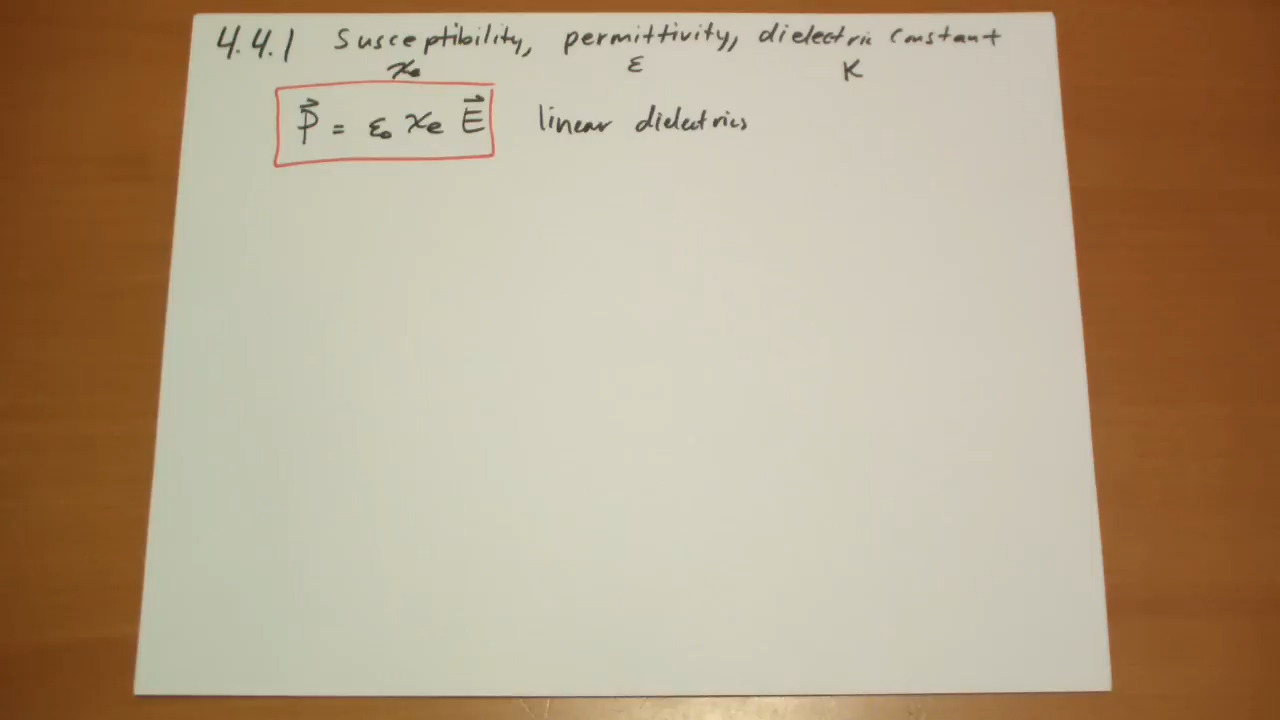 4.4.1 Susceptibility, permittivity, dielectric constant
χe ε K
P⃗ = ε₀ χe E⃗ linear dielectrics